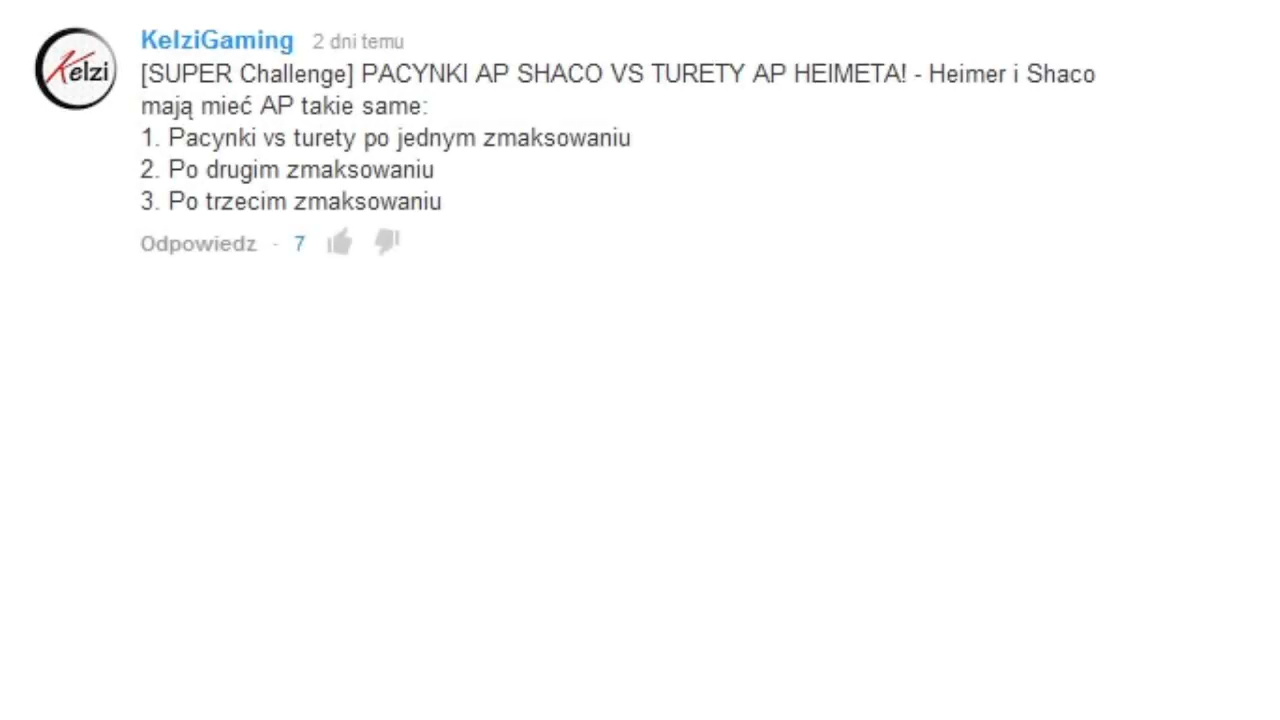 Kelzi
KelziGaming 2 dni temu
[SUPER Challenge] PACYNKI AP SHACO VS TURETY AP HEIMETA! - Heimer i Shaco
mają mieć AP takie same:
1. Pacynki vs turety po jednym zmaksowaniu
2. Po drugim zmaksowaniu
3. Po trzecim zmaksowaniu
Odpowiedz · 7